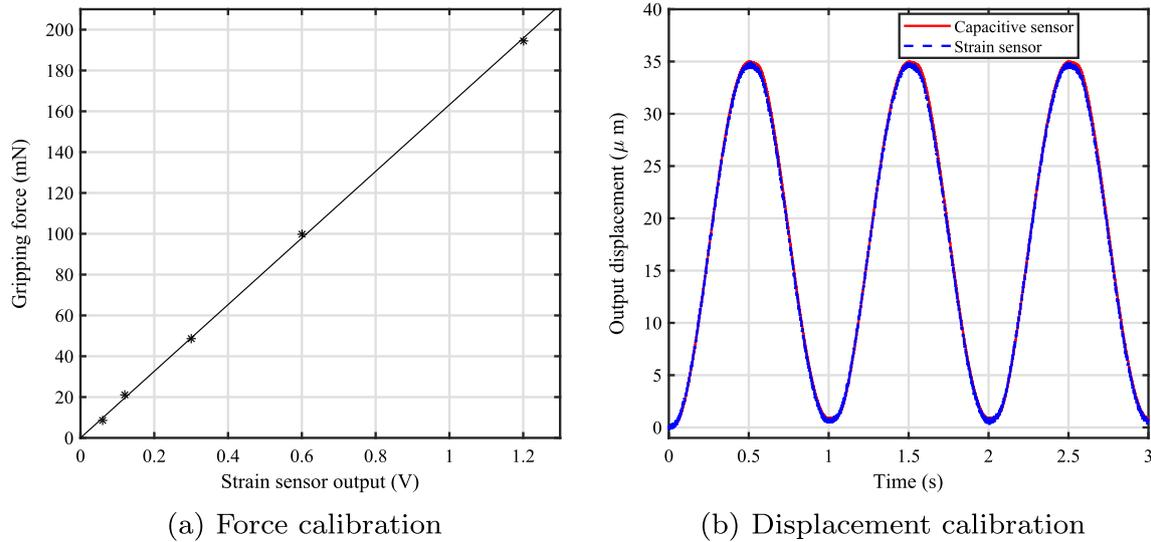 200
180
160
140
120
100
80
60
40
20
0
Gripping force (mN)
0 0.2 0.4 0.6 0.8 1 1.2
Strain sensor output (V)
(a) Force calibration
40
35
30
25
20
15
10
5
0
Output displacement (μ m)
Capacitive sensor
Strain sensor
0 0.5 1 1.5 2 2.5 3
Time (s)
(b) Displacement calibration